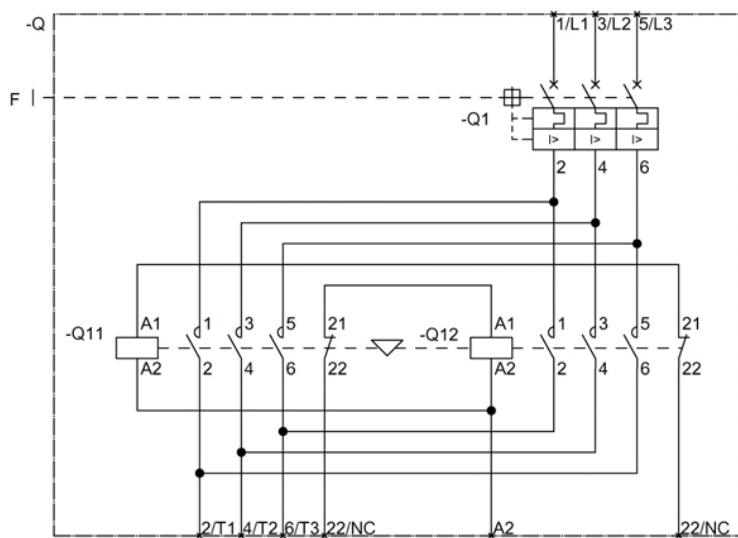 -Q 1/L1 3/L2 5/L3
F
-Q1
I> I> I>
2 4 6
A1 1 3 5 21 A1 1 3 5 21
-Q11 -Q12
A2 2 4 6 22 A2 2 4 6 22
2/T1 4/T2 6/T3 22/NC A2 22/NC